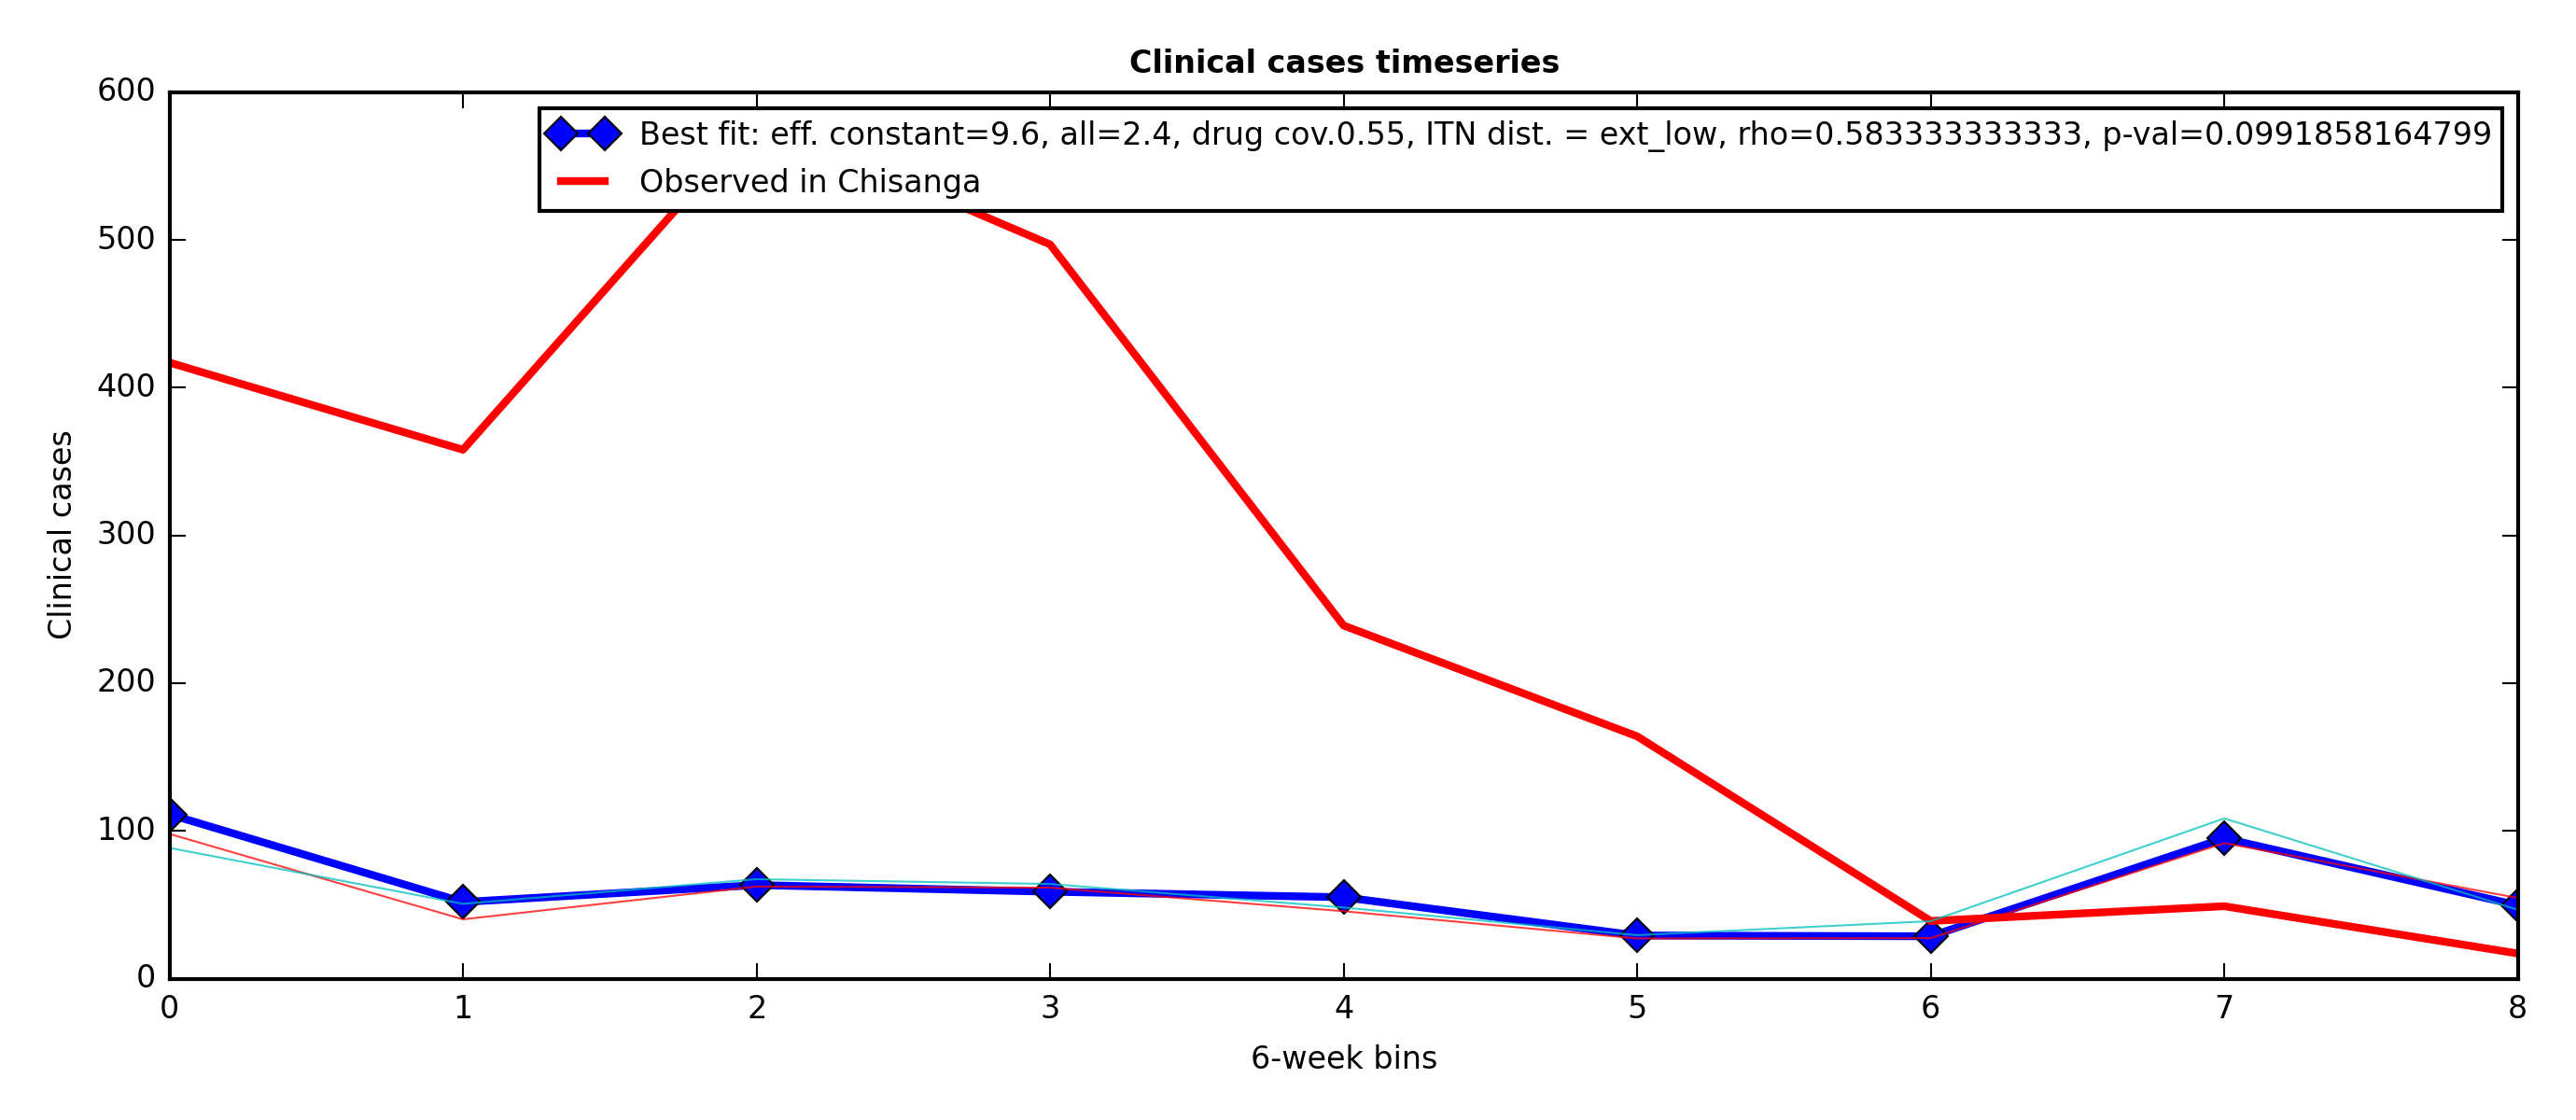 Clinical cases timeseries
600
500
400
300
200
100
0
Clinical cases
Best fit: eff. constant=9.6, all=2.4, drug cov.0.55, ITN dist. = ext_low, rho=0.583333333333, p-val=0.0991858164799
Observed in Chisanga
0 1 2 3 4 5 6 7 8
6-week bins